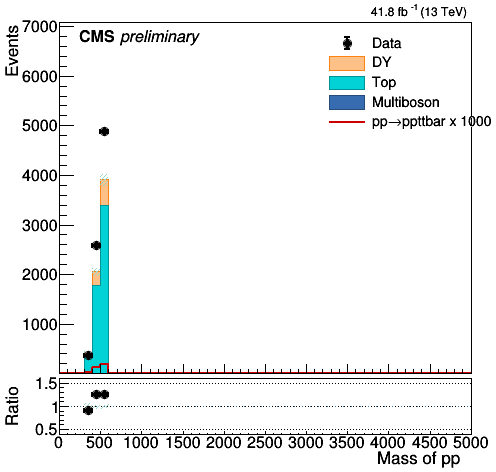 41.8 fb⁻¹ (13 TeV)
Events
7000
6000
5000
4000
3000
2000
1000
CMS preliminary
Data
DY
Top
Multiboson
pp→ppttbar x 1000
Ratio
1.5
1
0.5
0 500 1000 1500 2000 2500 3000 3500 4000 4500 5000
Mass of pp